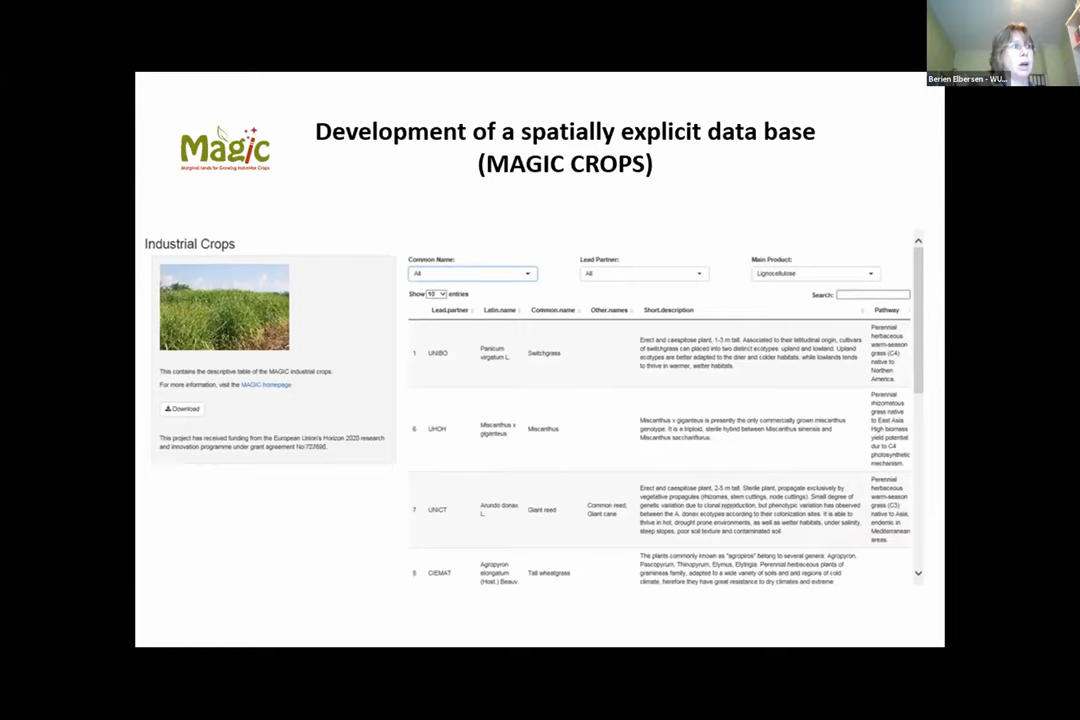 Berien Elbersen - WU...
Magic
Marginal lands for Growing Industrial Crops
Development of a spatially explicit data base
(MAGIC CROPS)
Industrial Crops
This contains the descriptive table of the MAGIC industrial crops.
For more information, visit the MAGIC homepage
Download
This project has received funding from the European Union's Horizon 2020 research
and innovation programme under grant agreement No 727698.
Common Name:
Lead Partner:
Main Product:
All
All
Lignocellulose
Show 10 entries
Search:
Lead.partner Latin.name Common.name Other.names Short.description Pathway
1 UNIBO
Panicum
virgatum L.
Switchgrass
Erect and caespitose plant, 1-3 m tall. Associated to their latitudinal origin, cultivars
of switchgrass can placed into two distinct ecotypes: upland and lowland. Upland
ecotypes are better adapted to the drier and colder habitats, while lowlands tends
to thrive in warmer, wetter habitats.
Perennial
herbaceous
warm-season
grass (C4)
native to
Northen
America.
6 UHOH
Miscanthus x
giganteus
Miscanthus
Miscanthus x giganteus is presently the only commercially grown miscanthus
genotype. It is a triploid, sterile hybrid between Miscanthus sinensis and
Miscanthus sacchariflorus.
Perennial
rhizomatous
grass native
to East Asia
High biomass
yield potential
dur to C4
photosynthetic
mechanism.
7 UNICT
Arundo donax
L.
Giant reed
Common reed,
Giant cane
Erect and caespitose plant, 2-5 m tall. Sterile plant, propagate exclusively by
vegetative propagules (rhizomes, stem cuttings, node cuttings). Small degree of
genetic variation due to clonal reproduction, but phenotypic variation has observed
between the A. donax ecotypes according to their colonization sites. It is able to
thrive in hot, drought prone environments, as well as wetter habitats, under salinity,
steep slopes, poor soil texture and contaminated soil
Perennial
herbaceous
warm-season
grass (C3)
native to Asia,
endemic in
Mediterranean
areas.
CIEMAT
Agropyron
elongatum
(Host.) Beauv.
Tall wheatgrass
The plants commonly known as "agropiros" belong to several genera: Agropyron,
Pascopyrum, Thinopyrum, Elymus, Elytrigia. Perennial herbaceous plants of
gramineas family, adapted to a wide variety of soils and arid regions of cold
climate, herefore they have great resistance to dry climates and extreme